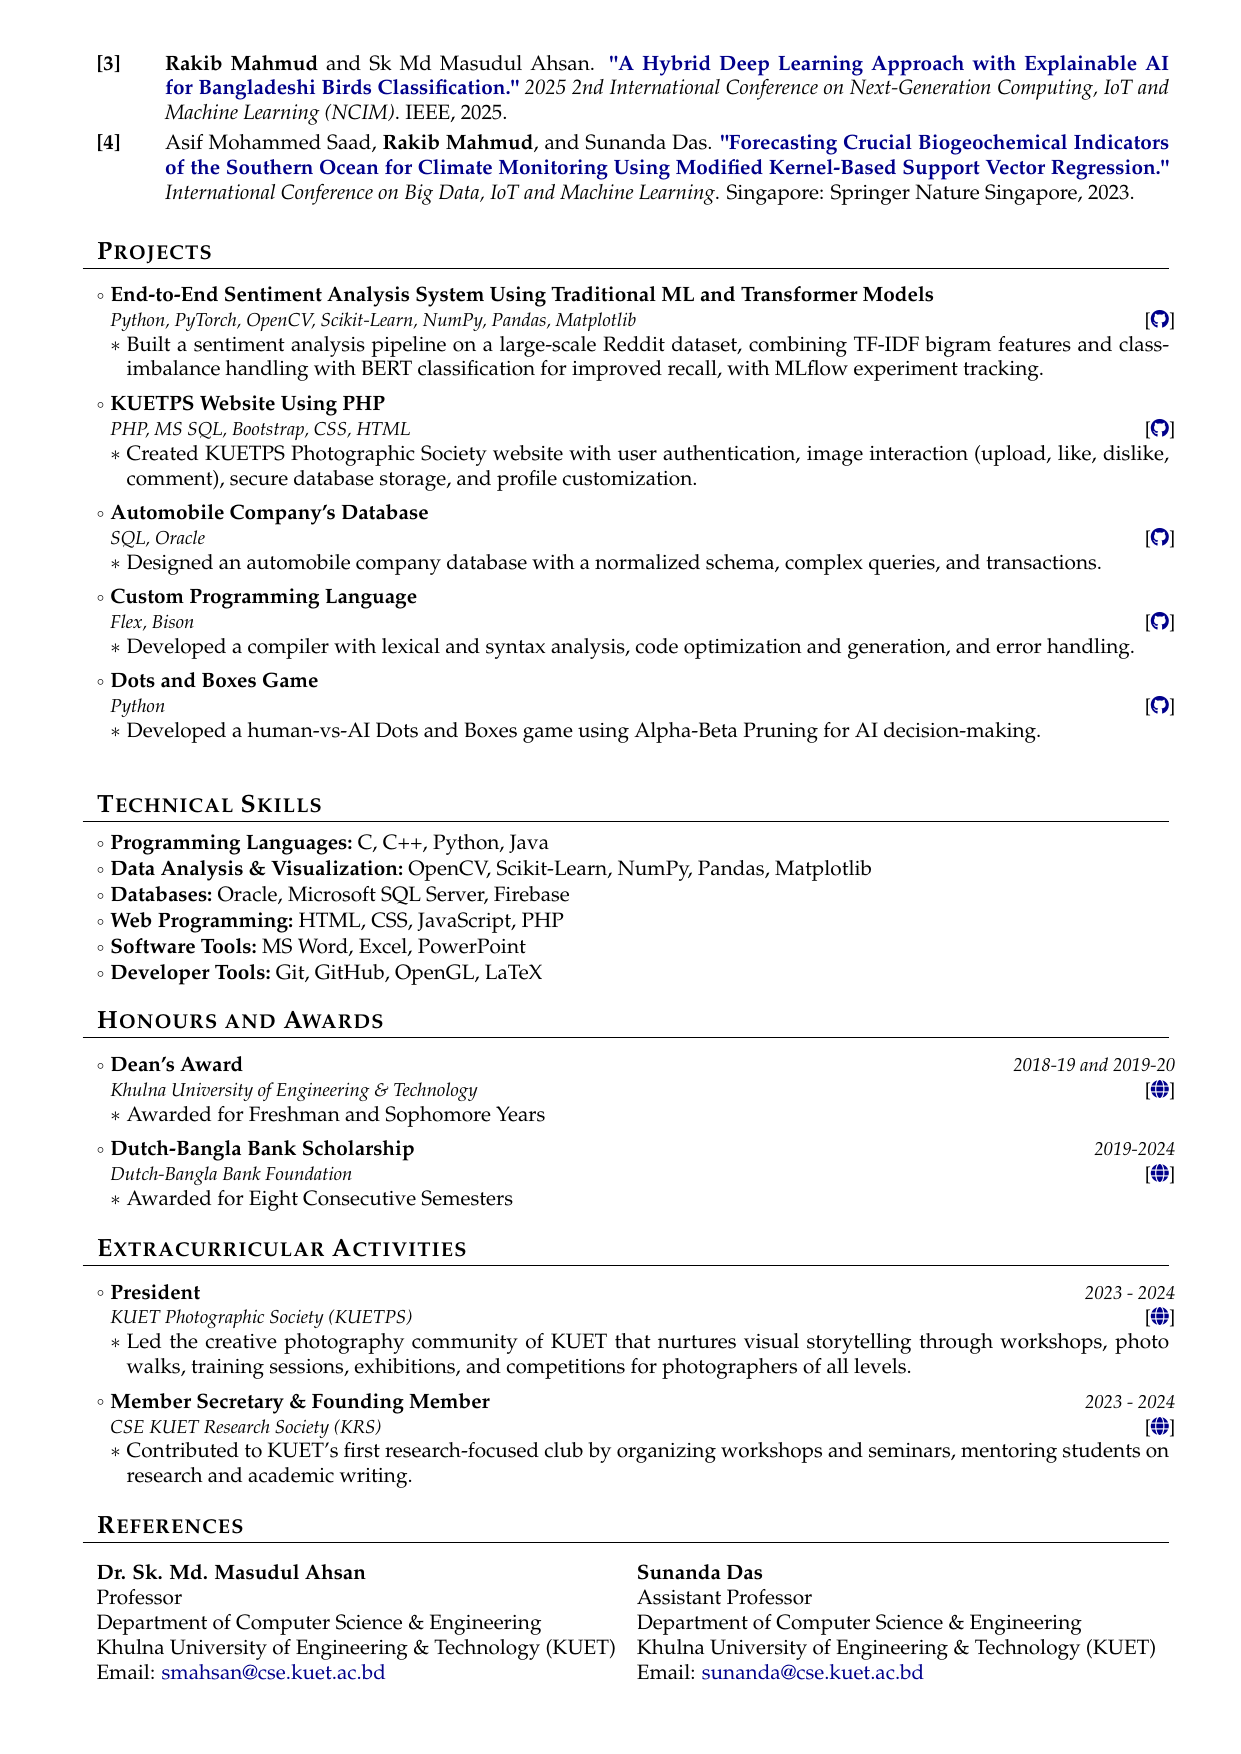 [3] Rakib Mahmud and Sk Md Masudul Ahsan. "A Hybrid Deep Learning Approach with Explainable AI
for Bangladeshi Birds Classification." 2025 2nd International Conference on Next-Generation Computing, IoT and
Machine Learning (NCIM). IEEE, 2025.
[4] Asif Mohammed Saad, Rakib Mahmud, and Sunanda Das. "Forecasting Crucial Biogeochemical Indicators
of the Southern Ocean for Climate Monitoring Using Modified Kernel-Based Support Vector Regression."
International Conference on Big Data, IoT and Machine Learning. Singapore: Springer Nature Singapore, 2023.
PROJECTS
◦ End-to-End Sentiment Analysis System Using Traditional ML and Transformer Models
Python, PyTorch, OpenCV, Scikit-Learn, NumPy, Pandas, Matplotlib []
∗ Built a sentiment analysis pipeline on a large-scale Reddit dataset, combining TF-IDF bigram features and class-
imbalance handling with BERT classification for improved recall, with MLflow experiment tracking.
◦ KUETPS Website Using PHP
PHP, MS SQL, Bootstrap, CSS, HTML []
∗ Created KUETPS Photographic Society website with user authentication, image interaction (upload, like, dislike,
comment), secure database storage, and profile customization.
◦ Automobile Company's Database
SQL, Oracle []
∗ Designed an automobile company database with a normalized schema, complex queries, and transactions.
◦ Custom Programming Language
Flex, Bison []
∗ Developed a compiler with lexical and syntax analysis, code optimization and generation, and error handling.
◦ Dots and Boxes Game
Python []
∗ Developed a human-vs-AI Dots and Boxes game using Alpha-Beta Pruning for AI decision-making.
TECHNICAL SKILLS
◦ Programming Languages: C, C++, Python, Java
◦ Data Analysis & Visualization: OpenCV, Scikit-Learn, NumPy, Pandas, Matplotlib
◦ Databases: Oracle, Microsoft SQL Server, Firebase
◦ Web Programming: HTML, CSS, JavaScript, PHP
◦ Software Tools: MS Word, Excel, PowerPoint
◦ Developer Tools: Git, GitHub, OpenGL, LaTeX
HONOURS AND AWARDS
◦ Dean's Award 2018-19 and 2019-20
Khulna University of Engineering & Technology []
∗ Awarded for Freshman and Sophomore Years
◦ Dutch-Bangla Bank Scholarship 2019-2024
Dutch-Bangla Bank Foundation []
∗ Awarded for Eight Consecutive Semesters
EXTRACURRICULAR ACTIVITIES
◦ President 2023 - 2024
KUET Photographic Society (KUETPS) []
∗ Led the creative photography community of KUET that nurtures visual storytelling through workshops, photo
walks, training sessions, exhibitions, and competitions for photographers of all levels.
◦ Member Secretary & Founding Member 2023 - 2024
CSE KUET Research Society (KRS) []
∗ Contributed to KUET's first research-focused club by organizing workshops and seminars, mentoring students on
research and academic writing.
REFERENCES
Dr. Sk. Md. Masudul Ahsan
Professor
Department of Computer Science & Engineering
Khulna University of Engineering & Technology (KUET)
Email: smahsan@cse.kuet.ac.bd
Sunanda Das
Assistant Professor
Department of Computer Science & Engineering
Khulna University of Engineering & Technology (KUET)
Email: sunanda@cse.kuet.ac.bd